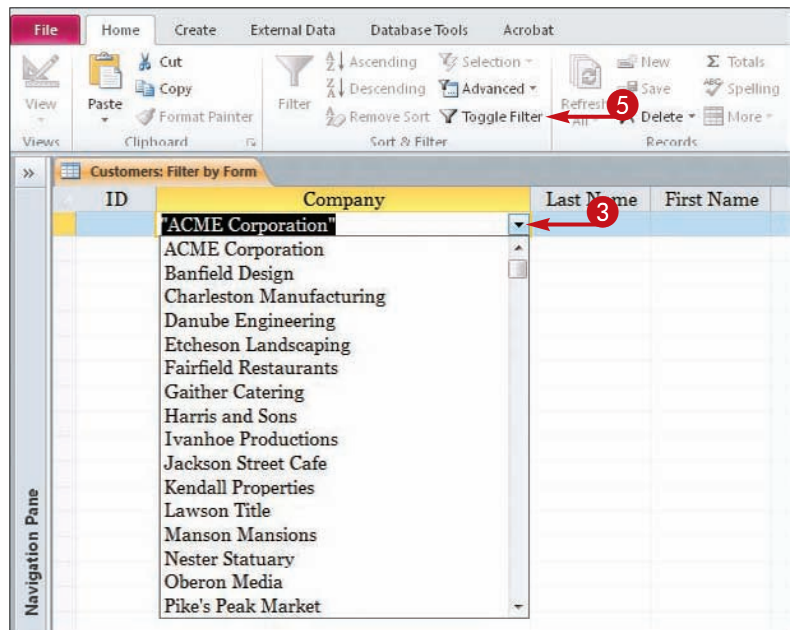 File Home Create External Data Database Tools Acrobat
Cut Ascending Selection New Σ Totals
Copy Descending Advanced Save Spelling
View Paste Format Painter Filter Remove Sort Toggle Filter Refresh All Delete More
5
Views Clipboard Sort & Filter Records
Customers: Filter by Form
ID Company Last Name First Name
3
"ACME Corporation"
ACME Corporation
Banfield Design
Charleston Manufacturing
Danube Engineering
Etcheson Landscaping
Fairfield Restaurants
Gaither Catering
Harris and Sons
Ivanhoe Productions
Jackson Street Cafe
Kendall Properties
Lawson Title
Manson Mansions
Nester Statuary
Oberon Media
Pike's Peak Market
Navigation Pane